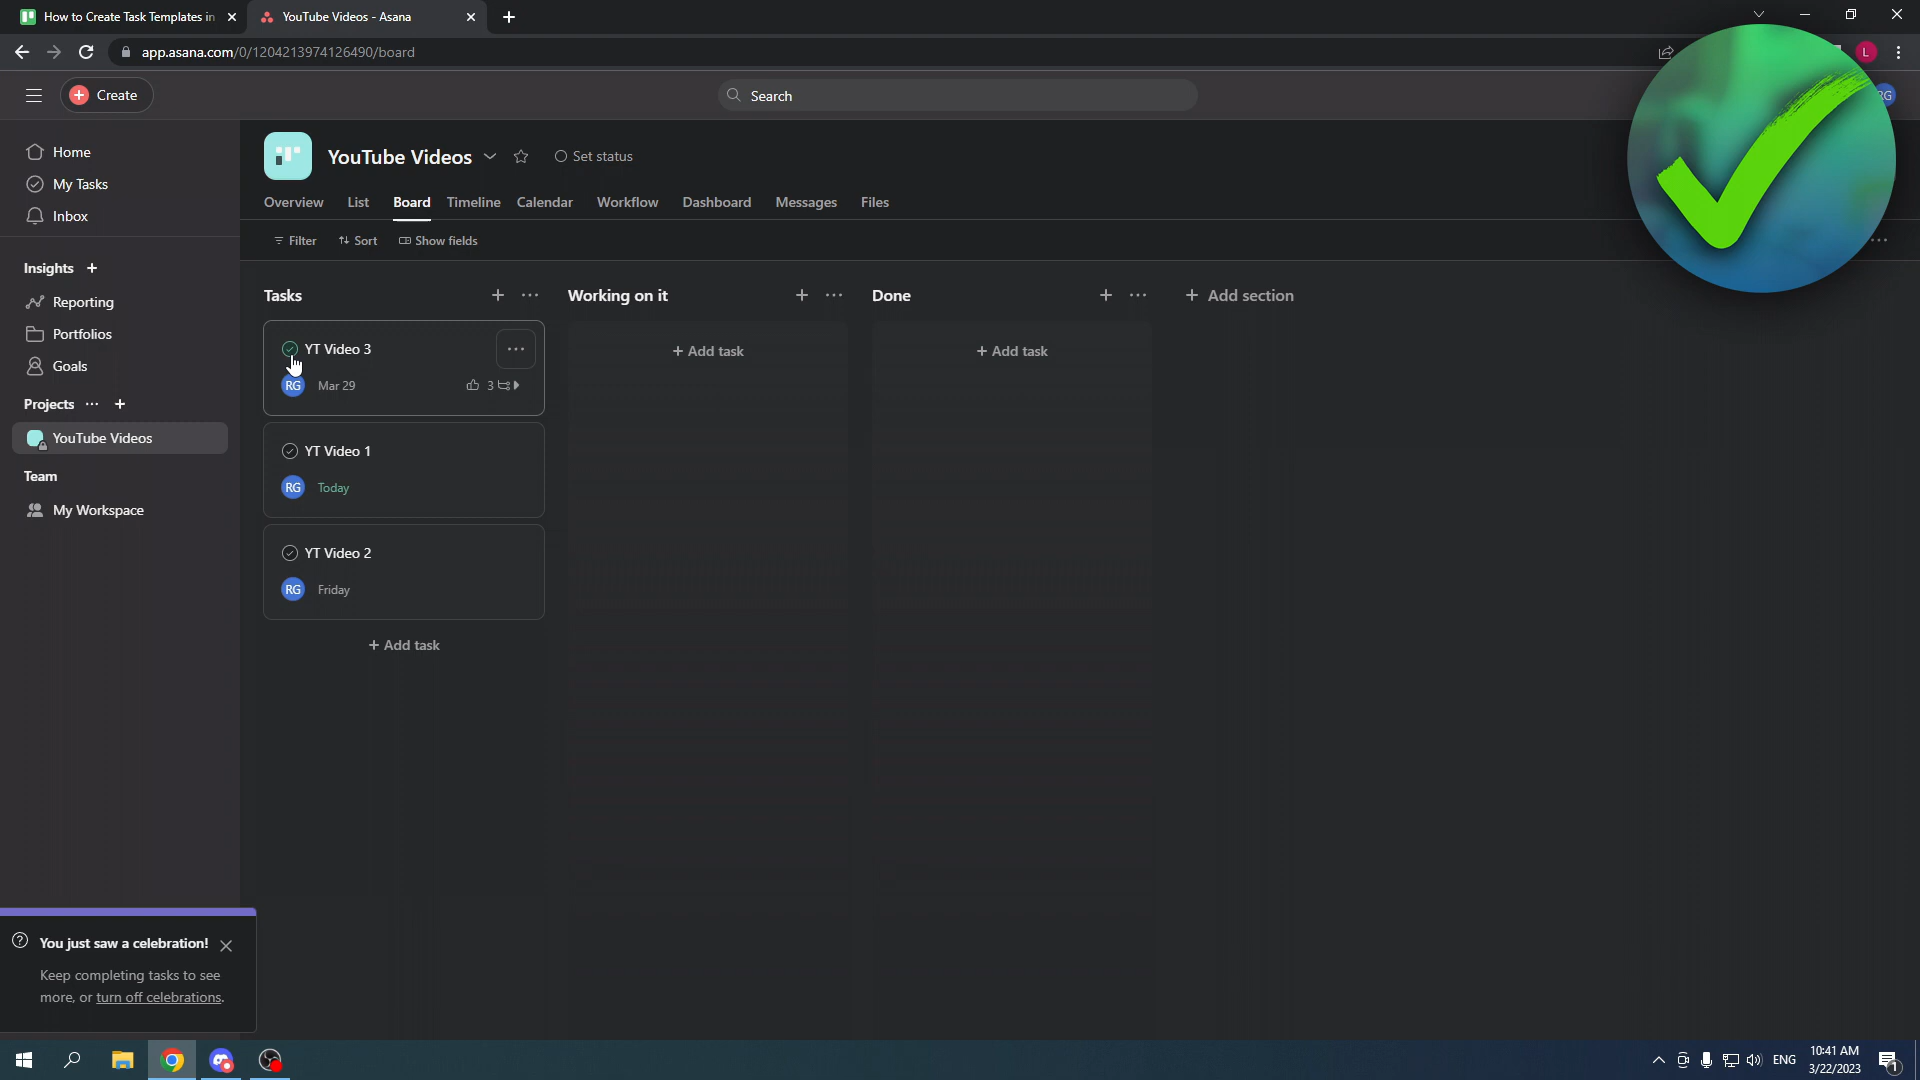 How to Create Task Templates in
YouTube Videos - Asana
app.asana.com/0/1204213974126490/board
L
Create
Search
RG
Home
My Tasks
Inbox
Insights
Reporting
Portfolios
Goals
Projects
YouTube Videos
Team
My Workspace
YouTube Videos
Set status
Overview
List
Board
Timeline
Calendar
Workflow
Dashboard
Messages
Files
Filter
Sort
Show fields
Tasks
Working on it
Done
+ Add section
YT Video 3
RG
Mar 29
3
YT Video 1
RG
Today
YT Video 2
RG
Friday
+ Add task
+ Add task
+ Add task
You just saw a celebration!
Keep completing tasks to see
more, or turn off celebrations.
ENG
10:41 AM
3/22/2023
1